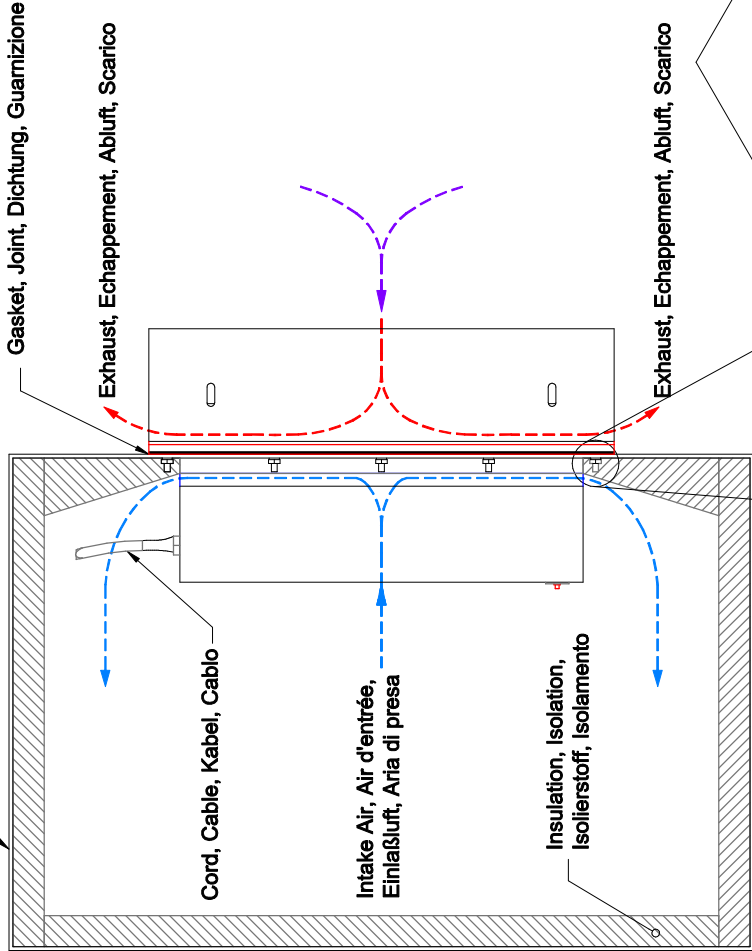 Gasket, Joint, Dichtung, Guarnizione
Exhaust, Echappement, Abluft, Scarico
Exhaust, Echappement, Abluft, Scarico
Cord, Cable, Kabel, Cablo
Intake Air, Air d'entrée,
Einlaßluft, Aria di presa
Insulation, Isolation,
Isolierstoff, Isolamento